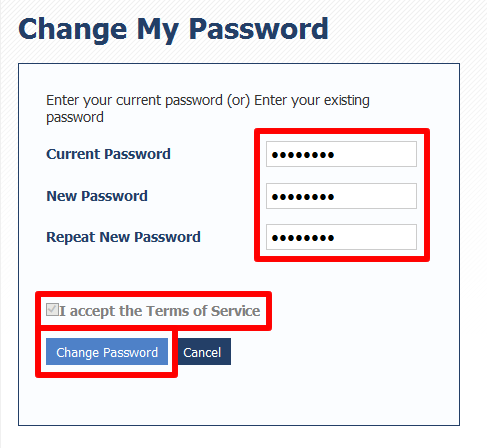 Change My Password
Enter your current password (or) Enter your existing
password
Current Password
••••••••
New Password
••••••••
Repeat New Password
••••••••
I accept the Terms of Service
Change Password
Cancel